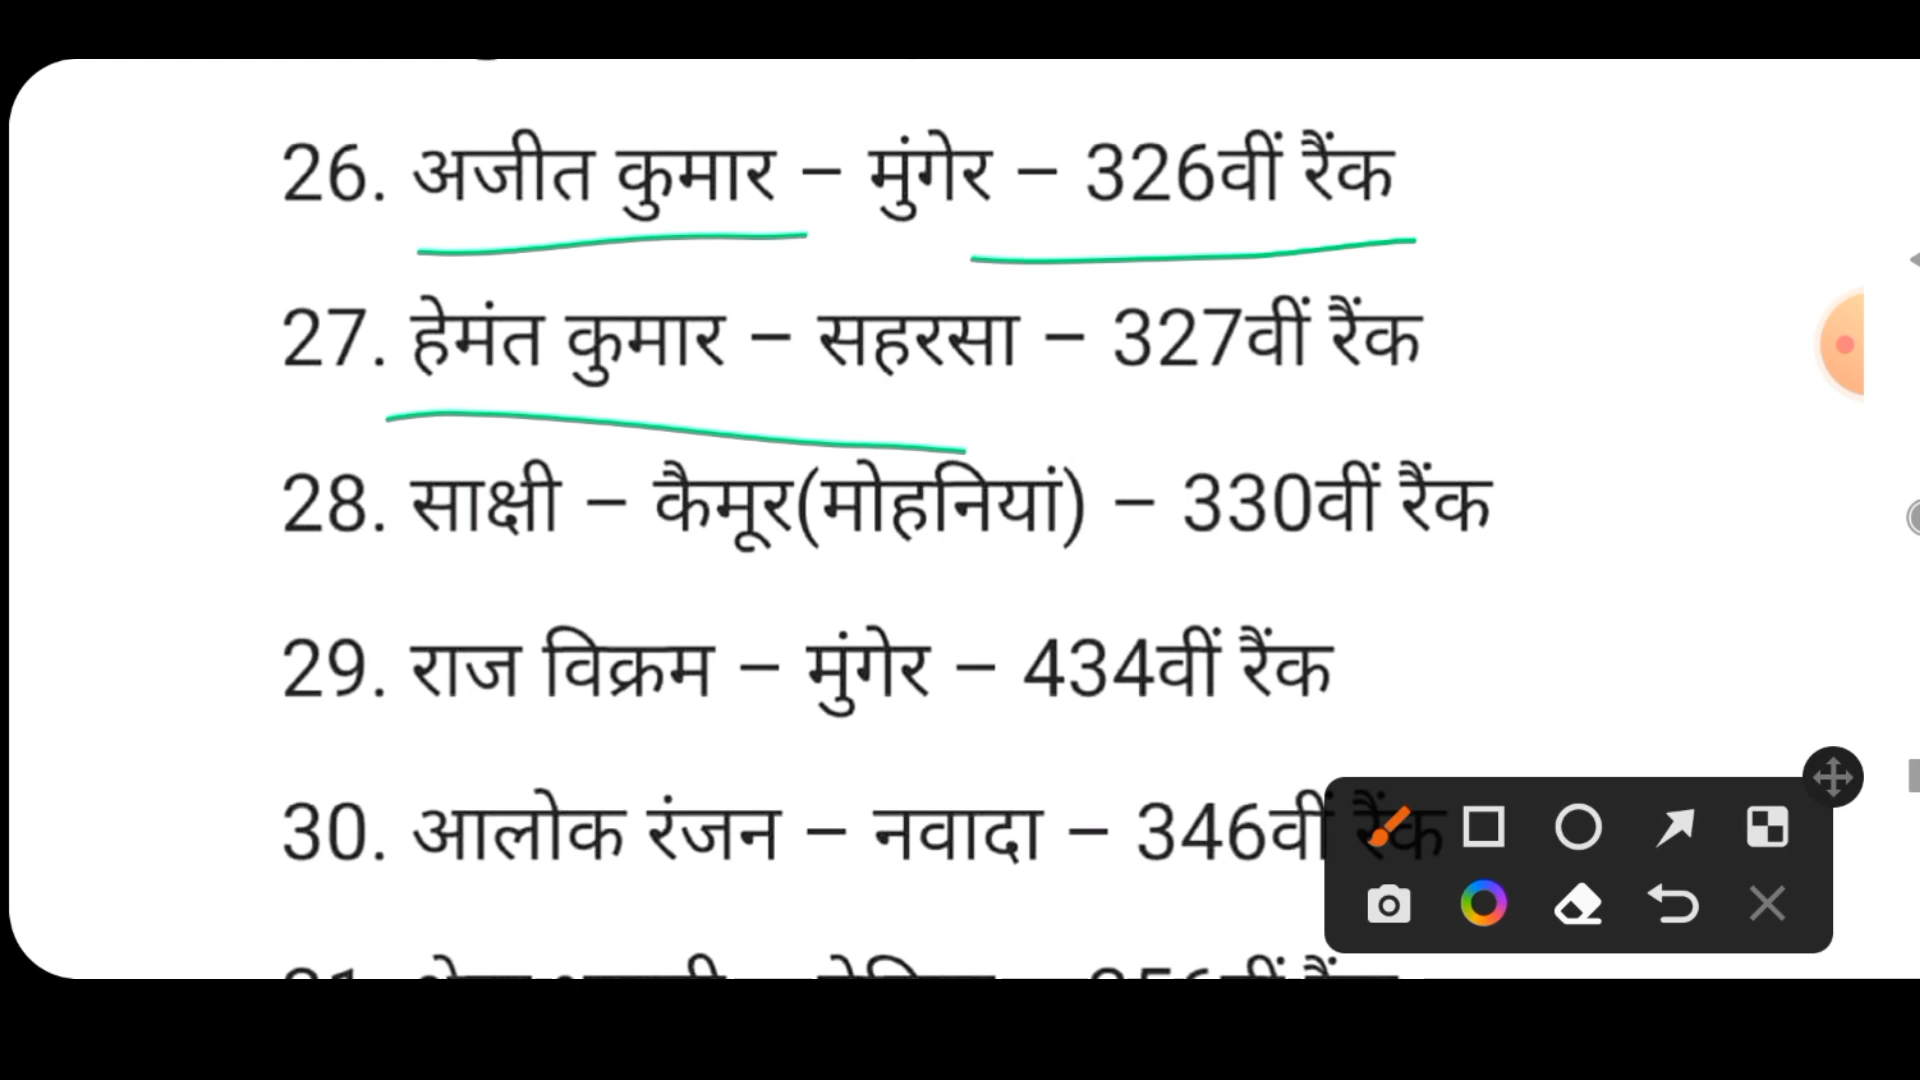 26. अजीत कुमार – मुंगेर – 326वीं रैंक
27. हेमंत कुमार – सहरसा – 327वीं रैंक
28. साक्षी – कैमूर(मोहनियां) – 330वीं रैंक
29. राज विक्रम – मुंगेर – 434वीं रैंक
30. आलोक रंजन – नवादा – 346वीं रैंक